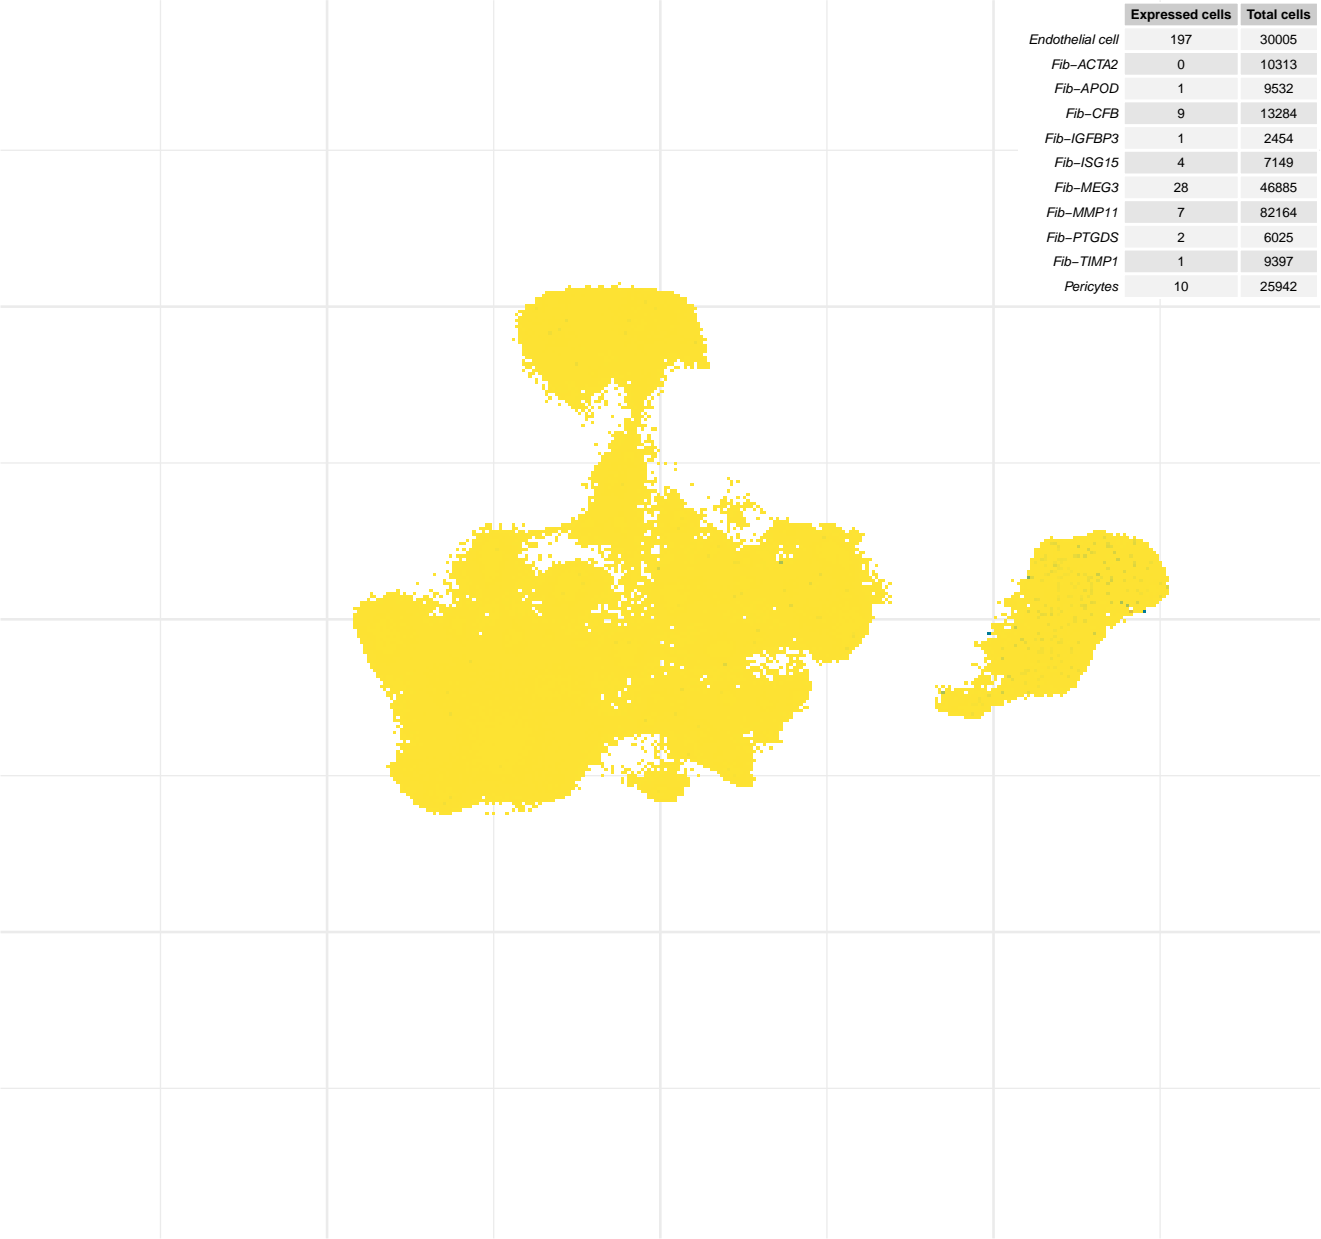 Expressed cells Total cells
Endothelial cell 197 30005
Fib−ACTA2 0 10313
Fib−APOD 1 9532
Fib−CFB 9 13284
Fib−IGFBP3 1 2454
Fib−ISG15 4 7149
Fib−MEG3 28 46885
Fib−MMP11 7 82164
Fib−PTGDS 2 6025
Fib−TIMP1 1 9397
Pericytes 10 25942